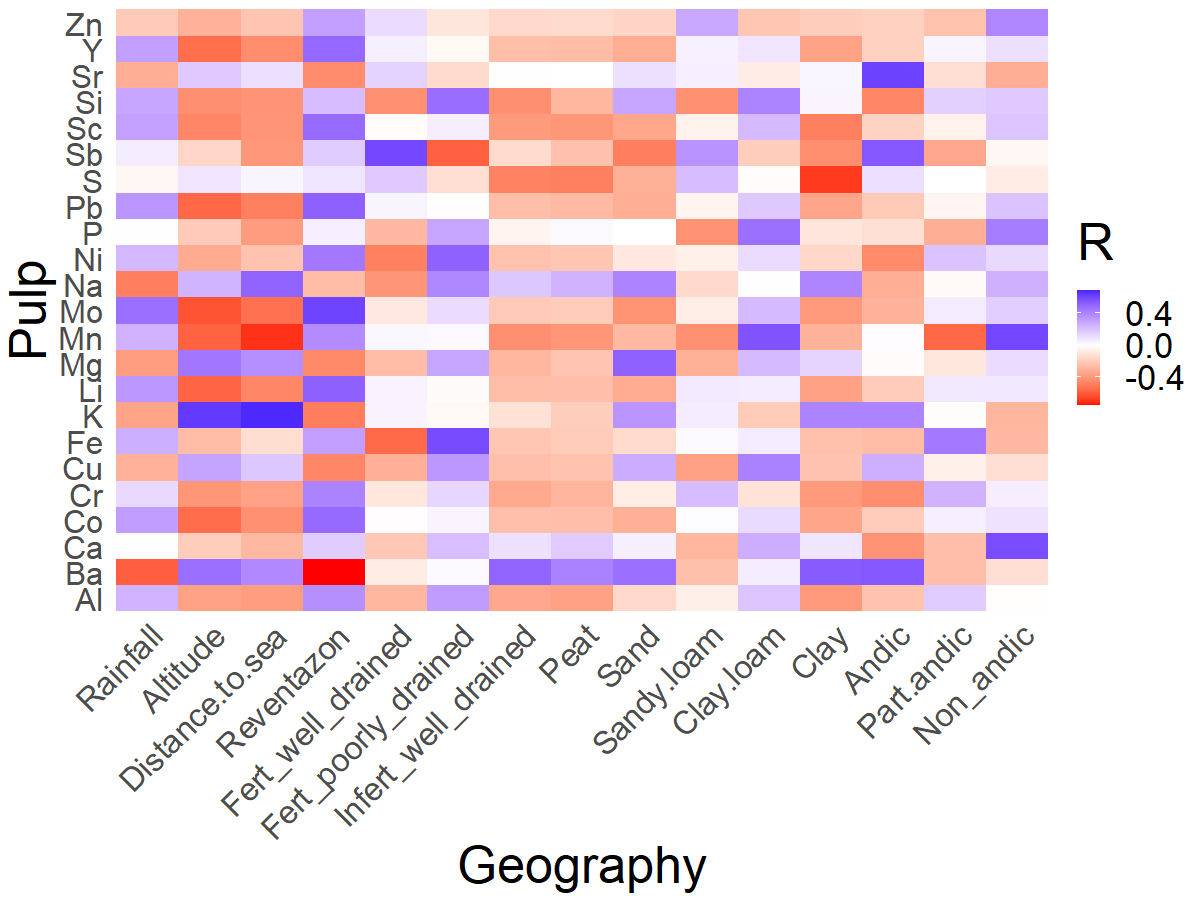 Pulp
Zn
Y
Sr
Si
Sc
Sb
S
Pb
P
Ni
Na
Mo
Mn
Mg
Li
K
Fe
Cu
Cr
Co
Ca
Ba
Al
Rainfall
Altitude
Distance.to.sea
Reventazon
Fert_well_drained
Fert_poorly_drained
Infert_well_drained
Peat
Sand
Sandy.loam
Clay.loam
Clay
Andic
Part.andic
Non_andic
Geography
R
0.4
0.0
-0.4